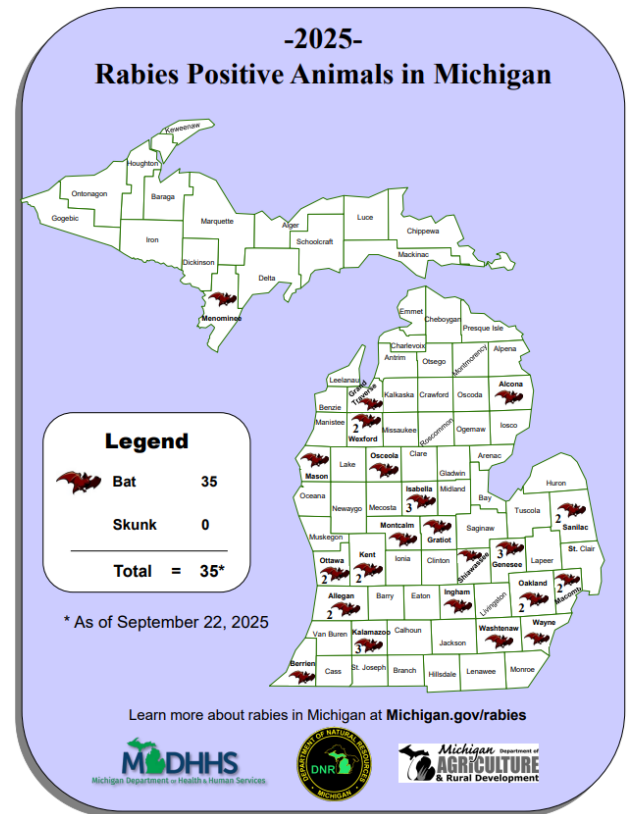 -2025-
Rabies Positive Animals in Michigan
Keweenaw
Houghton
Ontonagon
Baraga
Gogebic
Marquette
Luce
Alger
Chippewa
Schoolcraft
Iron
Mackinac
Dickinson
Delta
Menominee
Emmet
Cheboygan
Presque Isle
Charlevoix
Antrim
Otsego
Montmorency
Alpena
Leelanau
Grand
Traverse
Kalkaska
Crawford
Oscoda
Alcona
Benzie
Manistee
2
Wexford
Missaukee
Roscommon
Ogemaw
Iosco
Mason
Lake
Osceola
Clare
Gladwin
Arenac
Oceana
Newaygo
Mecosta
Isabella
3
Midland
Bay
Huron
Tuscola
2
Sanilac
Muskegon
Montcalm
Gratiot
Saginaw
Ottawa
2
Kent
2
Ionia
Clinton
Shiawassee
3
Genesee
Lapeer
St. Clair
Allegan
2
Barry
Eaton
Ingham
Livingston
Oakland
2
2
Macomb
Van Buren
Kalamazoo
3
Calhoun
Jackson
Washtenaw
Wayne
Berrien
Cass
St. Joseph
Branch
Hillsdale
Lenawee
Monroe
Legend
Bat 35
Skunk 0
Total = 35*
* As of September 22, 2025
Learn more about rabies in Michigan at Michigan.gov/rabies
MDHHS
Michigan Department of Health & Human Services
DEPARTMENT OF NATURAL RESOURCES
DNR
MICHIGAN
Michigan Department of
AGRICULTURE
& Rural Development